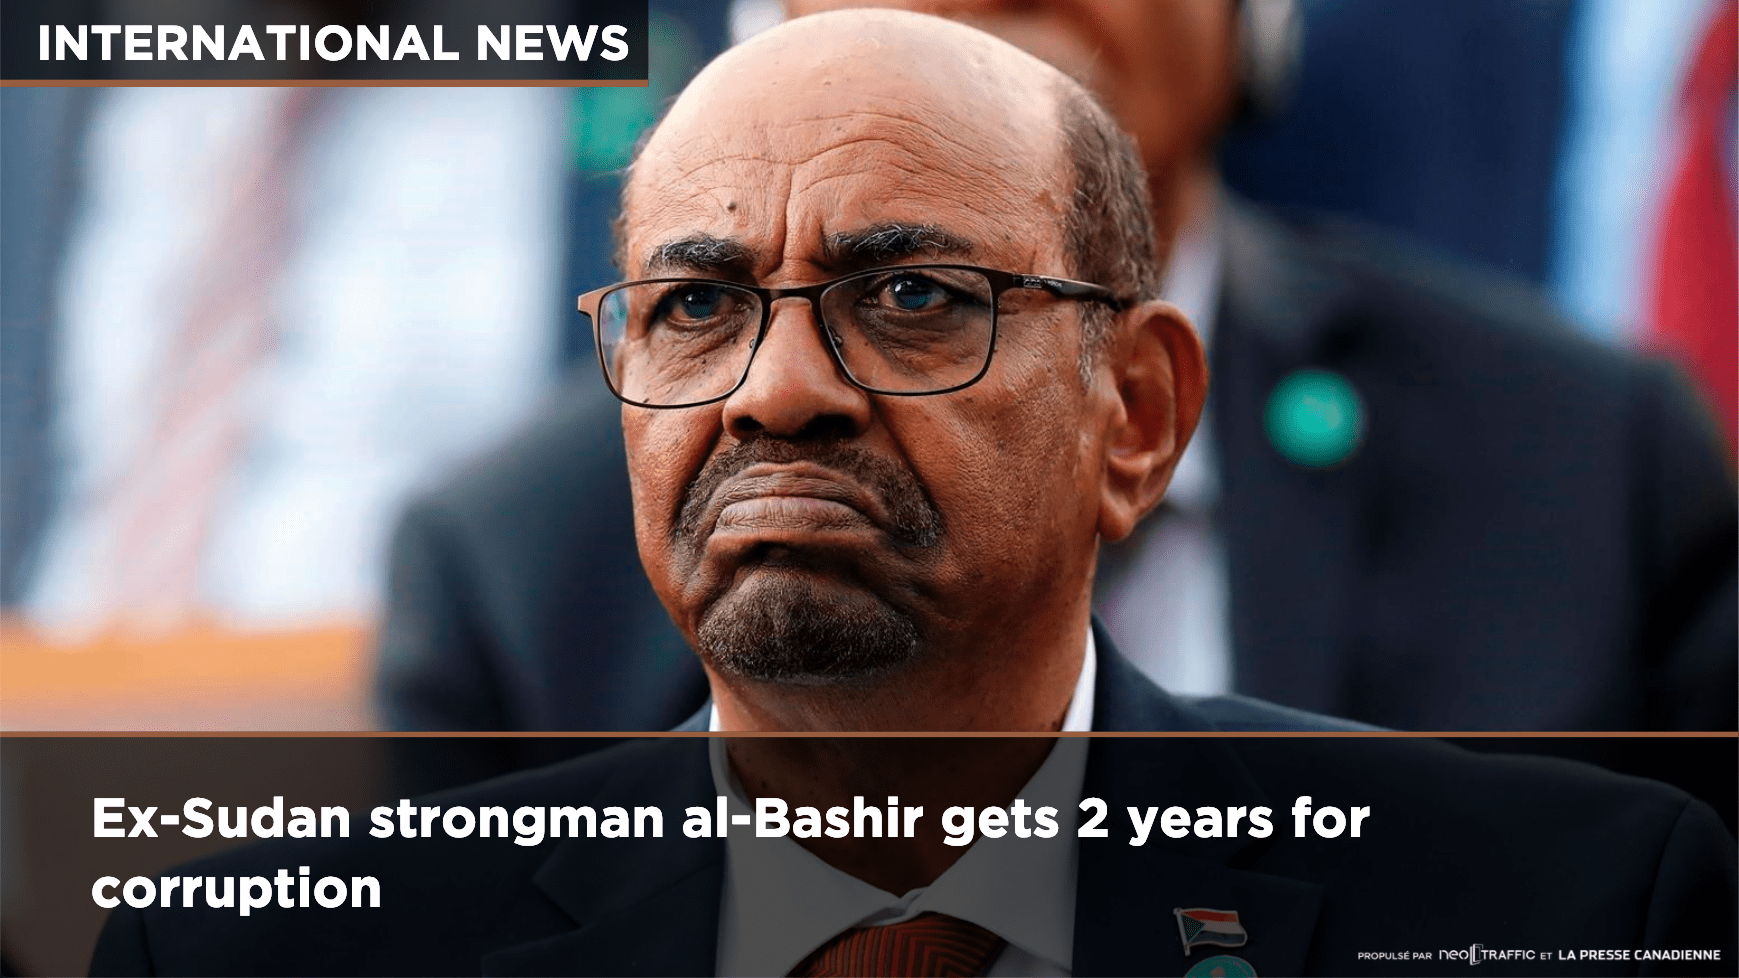 INTERNATIONAL NEWS
Ex-Sudan strongman al-Bashir gets 2 years for
corruption
PROPULSÉ PAR neo TRAFFIC ET LA PRESSE CANADIENNE